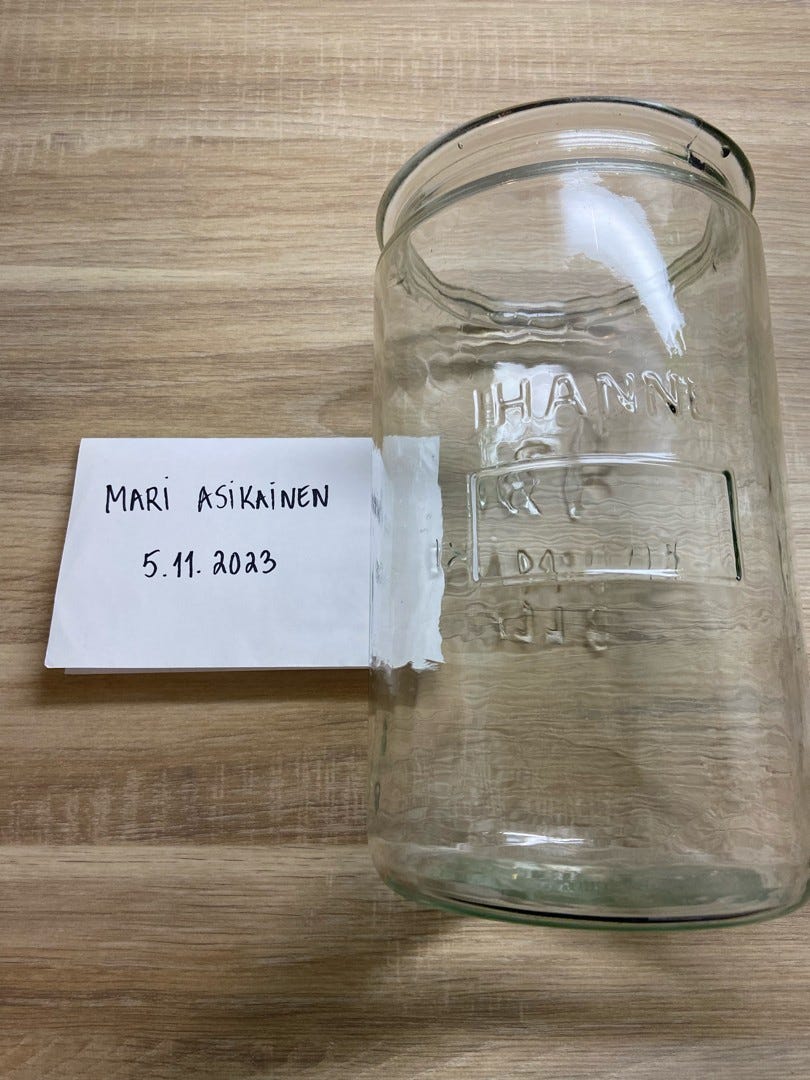 MARi ASiKAiNEN
5.11.2023
IHANNE